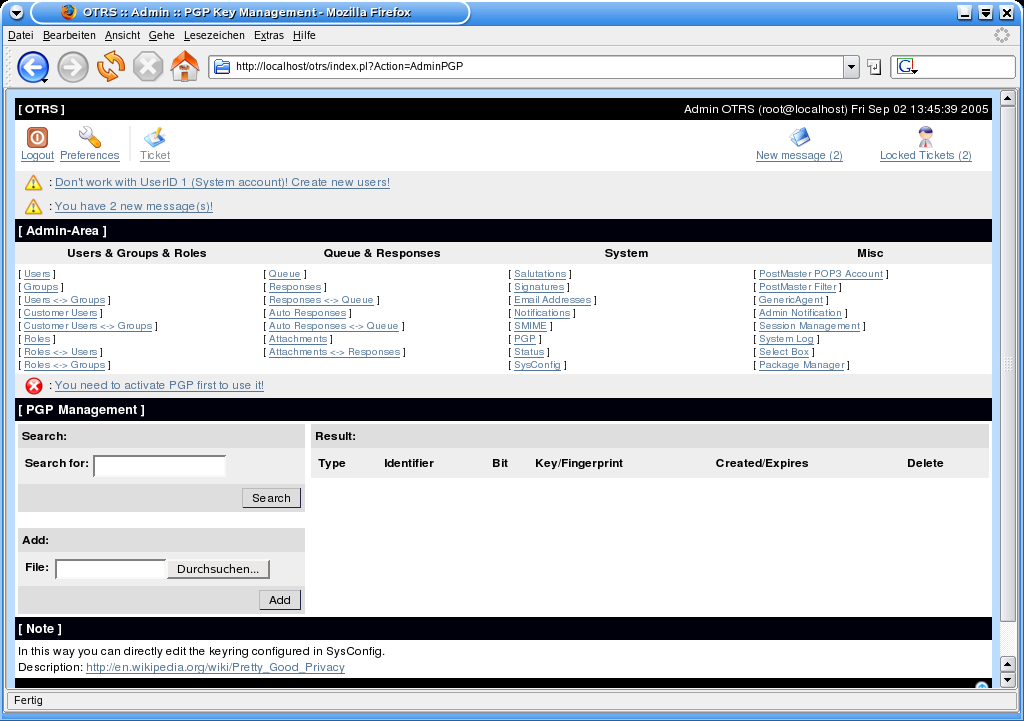 OTRS :: Admin :: PGP Key Management - Mozilla Firefox
Datei Bearbeiten Ansicht Gehe Lesezeichen Extras Hilfe
http://localhost/otrs/index.pl?Action=AdminPGP
G
[ OTRS ] Admin OTRS (root@localhost) Fri Sep 02 13:45:39 2005
Logout Preferences Ticket New message (2) Locked Tickets (2)
: Don't work with UserID 1 (System account)! Create new users!
: You have 2 new message(s)!
[ Admin-Area ]
Users & Groups & Roles Queue & Responses System Misc
[ Users ] [ Queue ] [ Salutations ] [ PostMaster POP3 Account ]
[ Groups ] [ Responses ] [ Signatures ] [ PostMaster Filter ]
[ Users <-> Groups ] [ Responses <-> Queue ] [ Email Addresses ] [ GenericAgent ]
[ Customer Users ] [ Auto Responses ] [ Notifications ] [ Admin Notification ]
[ Customer Users <-> Groups ] [ Auto Responses <-> Queue ] [ SMIME ] [ Session Management ]
[ Roles ] [ Attachments ] [ PGP ] [ System Log ]
[ Roles <-> Users ] [ Attachments <-> Responses ] [ Status ] [ Select Box ]
[ Roles <-> Groups ] [ SysConfig ] [ Package Manager ]
: You need to activate PGP first to use it!
[ PGP Management ]
Search: Result:
Search for: Type Identifier Bit Key/Fingerprint Created/Expires Delete
Search
Add:
File: Durchsuchen...
Add
[ Note ]
In this way you can directly edit the keyring configured in SysConfig.
Description: http://en.wikipedia.org/wiki/Pretty_Good_Privacy
Fertig